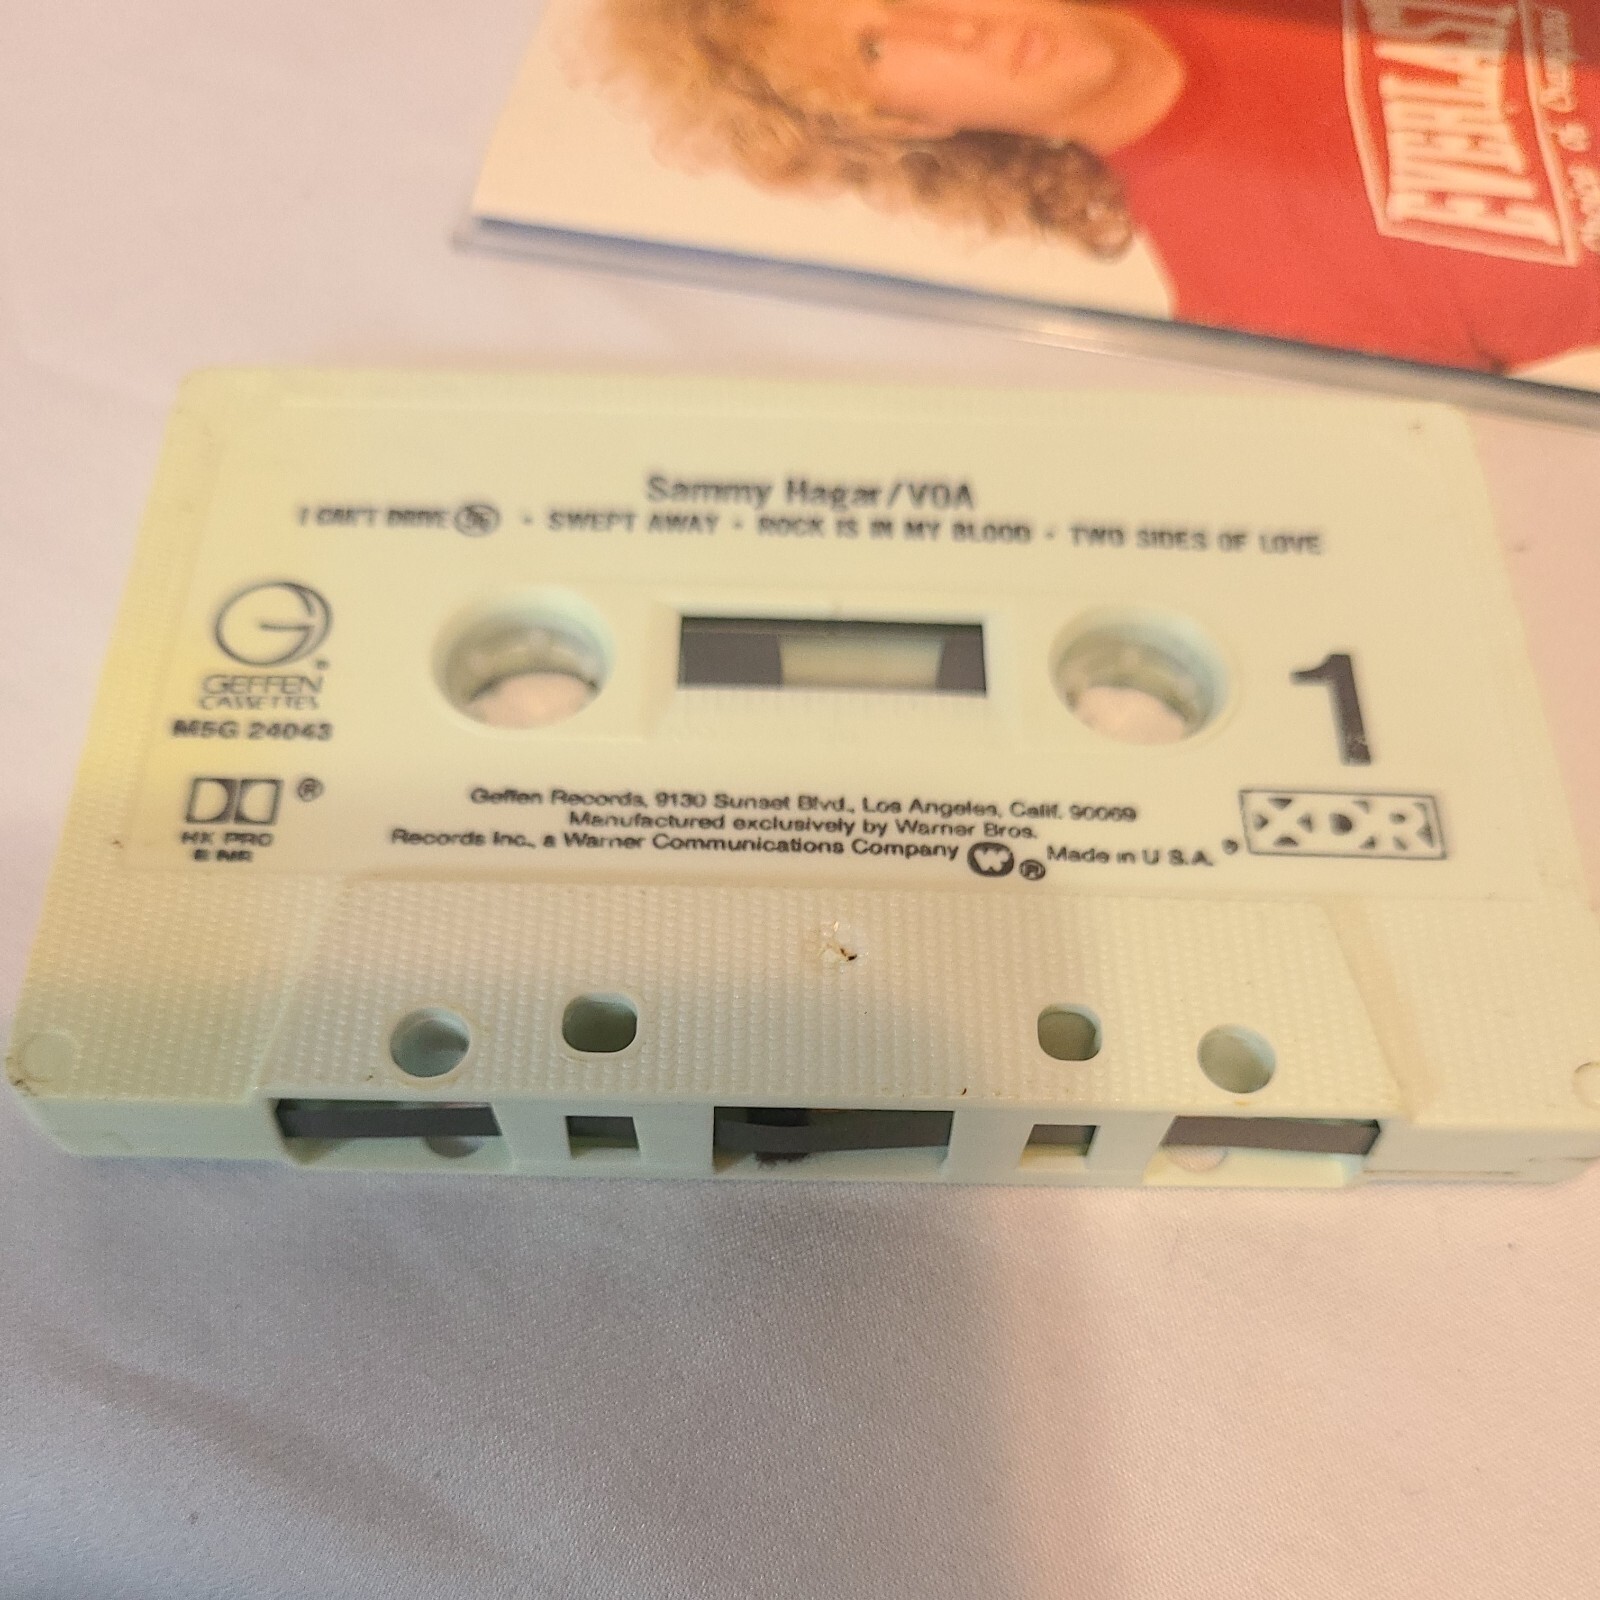 EVERLAST
Sammy Hagar/VOA
I CAN'T DRIVE 55 • SWEPT AWAY • ROCK IS IN MY BLOOD • TWO SIDES OF LOVE
G
GEFFEN
CASSETTES
M5G 24043
1
®
HX PRO
B NR
Geffen Records, 9130 Sunset Blvd., Los Angeles, Calif. 90069
Manufactured exclusively by Warner Bros.
Records Inc., a Warner Communications Company W ® Made in U.S.A.
XDR